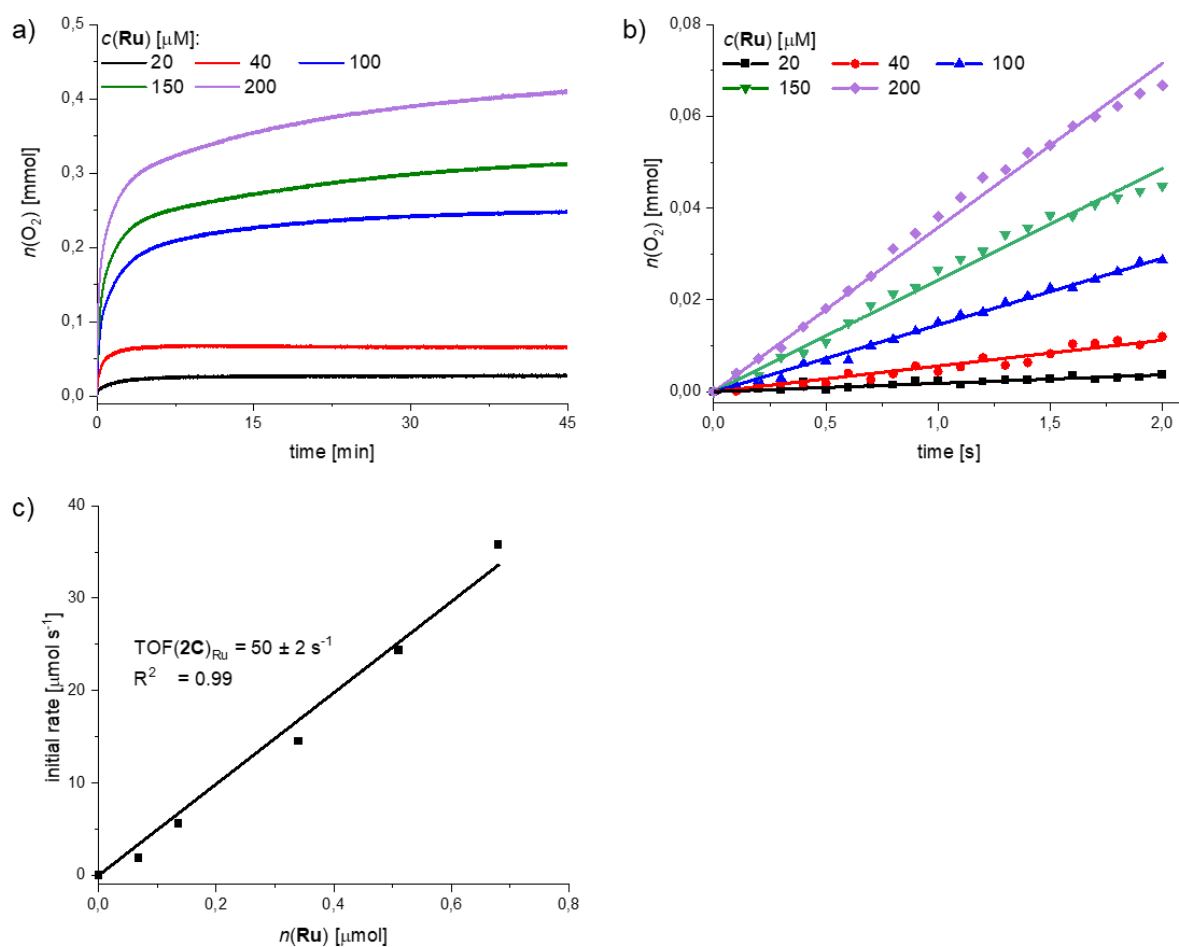 a)
c(Ru) [μM]:
20 40 100
150 200
0,5
0,4
0,3
0,2
0,1
0,0
n(O₂) [mmol]
0 15 30 45
time [min]
b)
c(Ru) [μM]
20 40 100
150 200
0,08
0,06
0,04
0,02
0,00
n(O₂) [mmol]
0,0 0,5 1,0 1,5 2,0
time [s]
c)
40
30
20
10
0
initial rate [μmol s⁻¹]
TOF(2C)Ru = 50 ± 2 s⁻¹
R² = 0.99
0,0 0,2 0,4 0,6 0,8
n(Ru) [μmol]